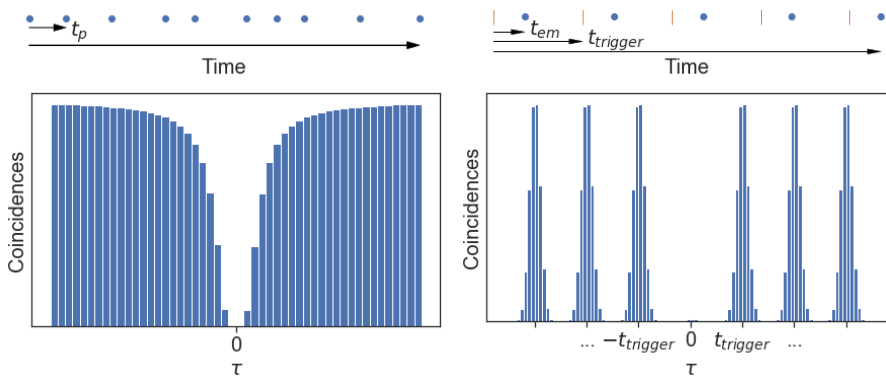 t_p
Time
Coincidences
0
τ
t_em
t_trigger
Time
Coincidences
... −t_trigger 0 t_trigger ...
τ